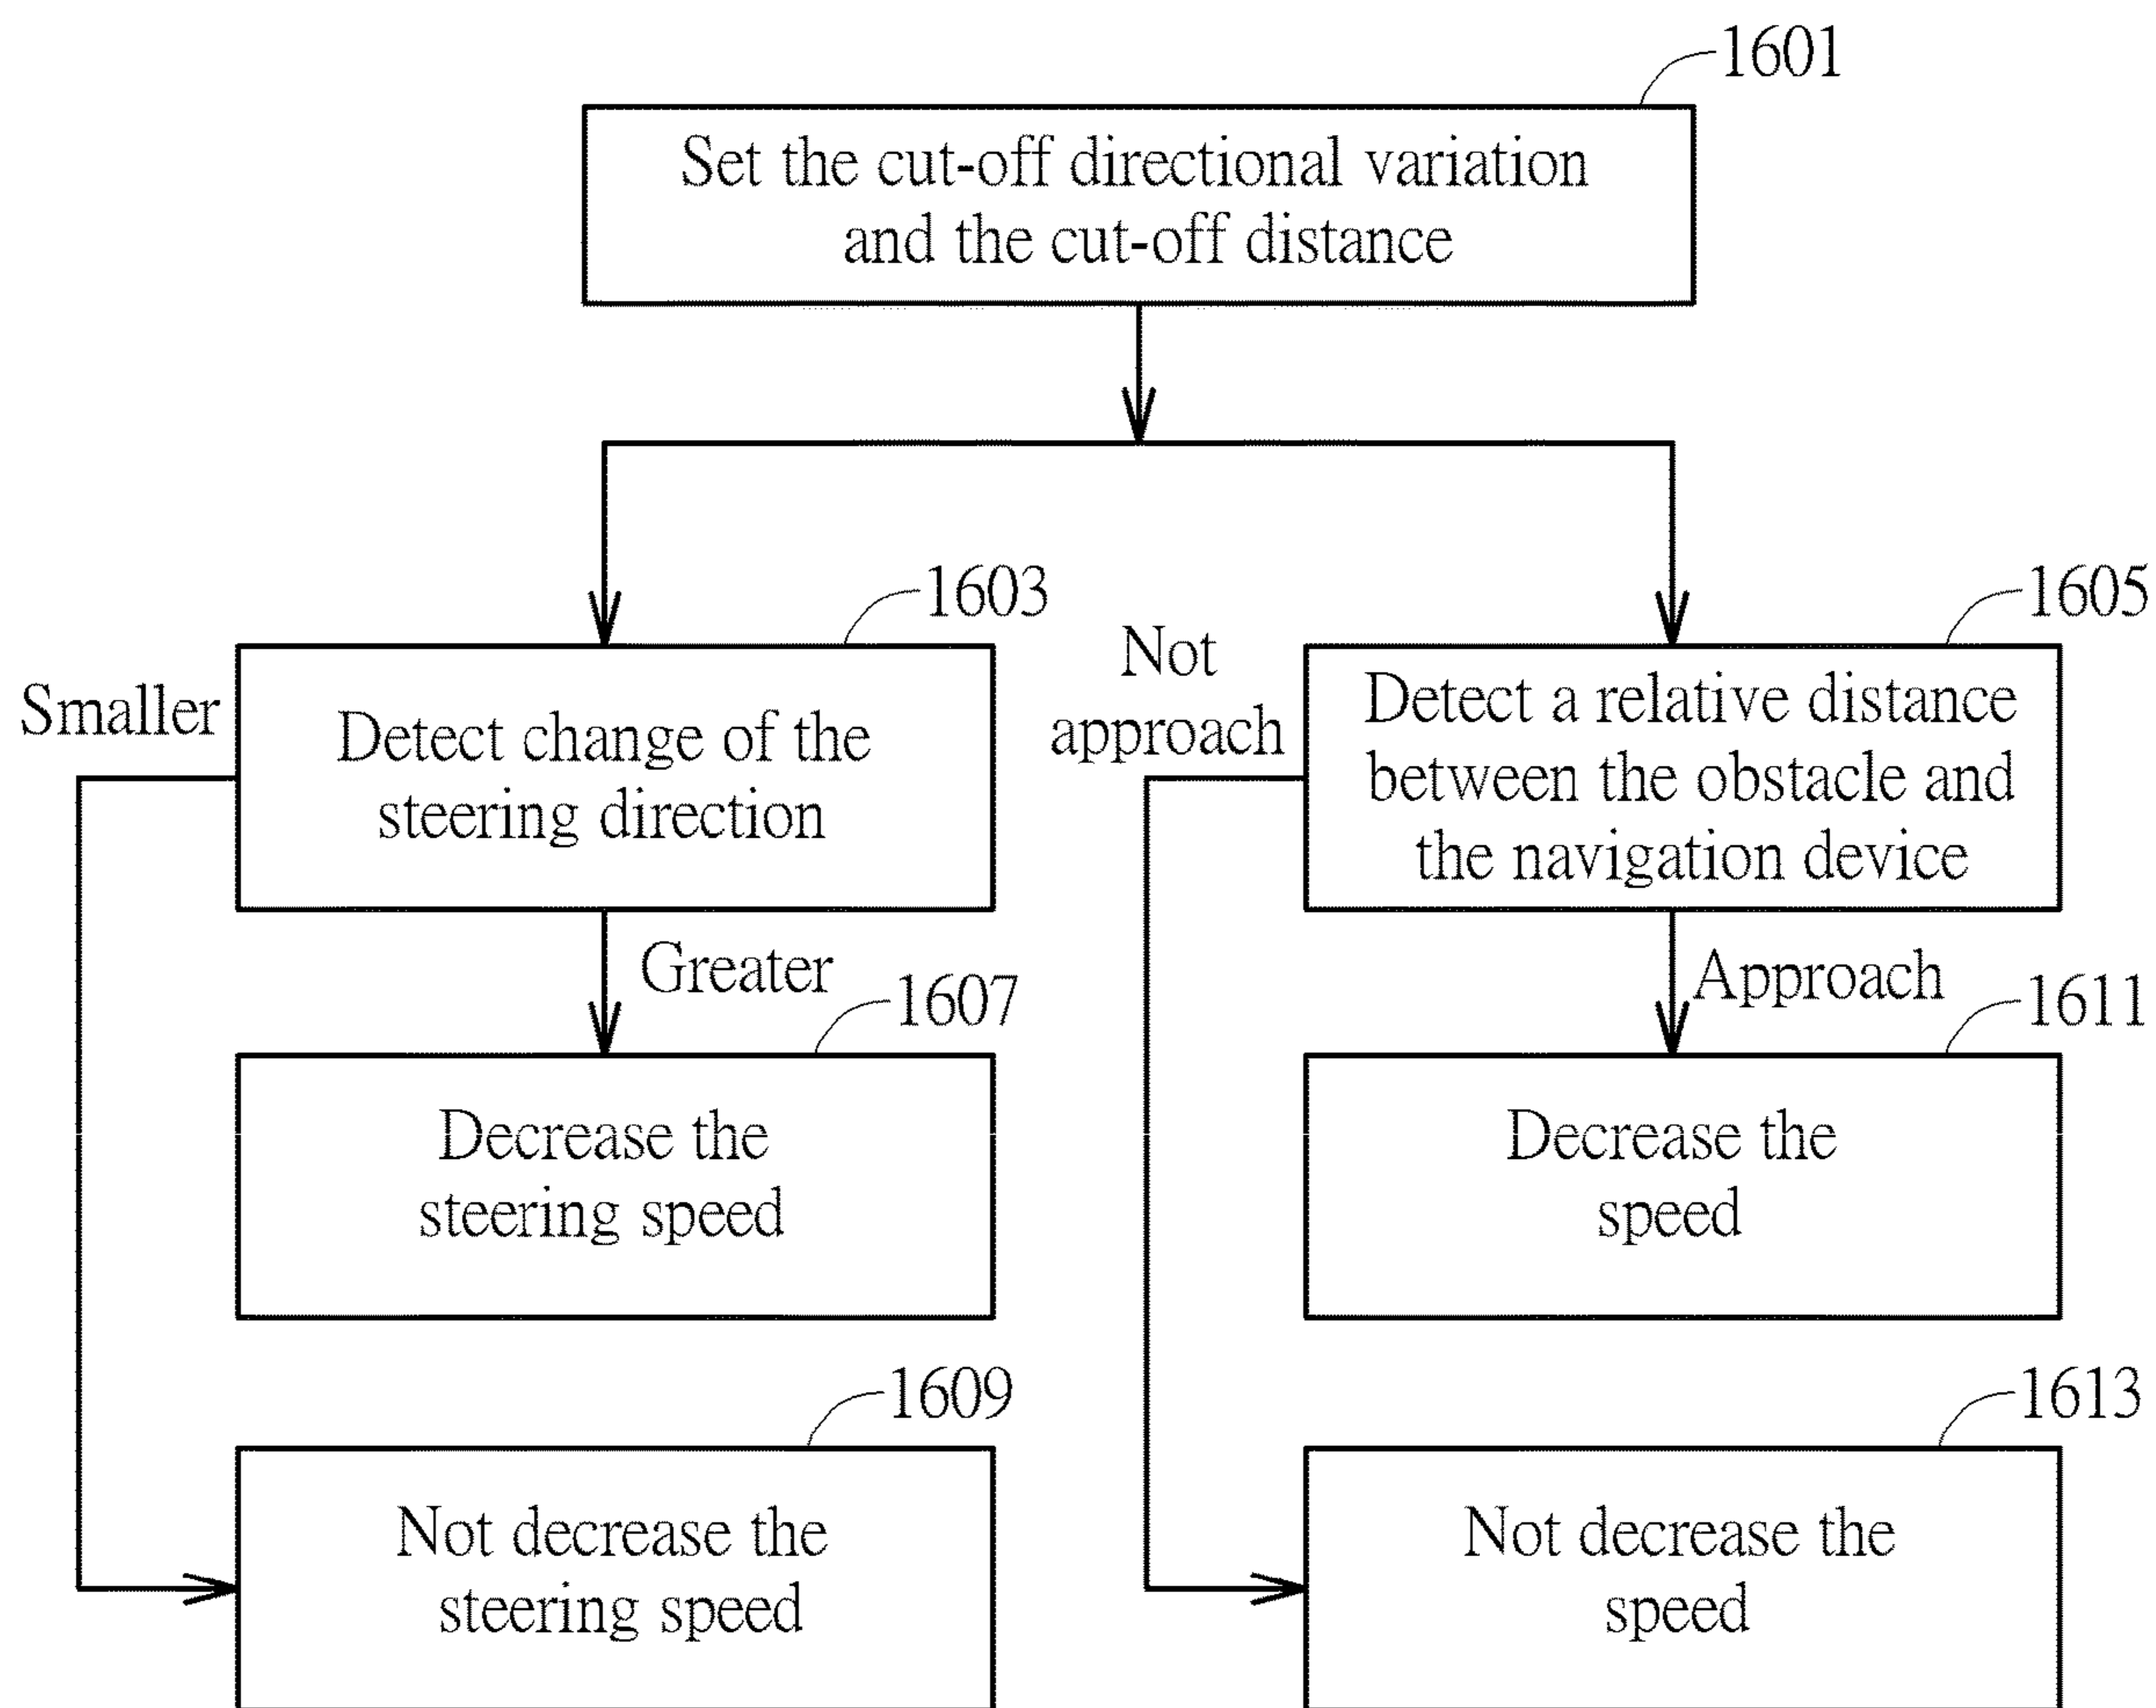 1601
Set the cut-off directional variation
and the cut-off distance
1603
Smaller
Detect change of the
steering direction
Greater
1607
Decrease the
steering speed
1609
Not decrease the
steering speed
1605
Not
approach
Detect a relative distance
between the obstacle and
the navigation device
Approach
1611
Decrease the
speed
1613
Not decrease the
speed